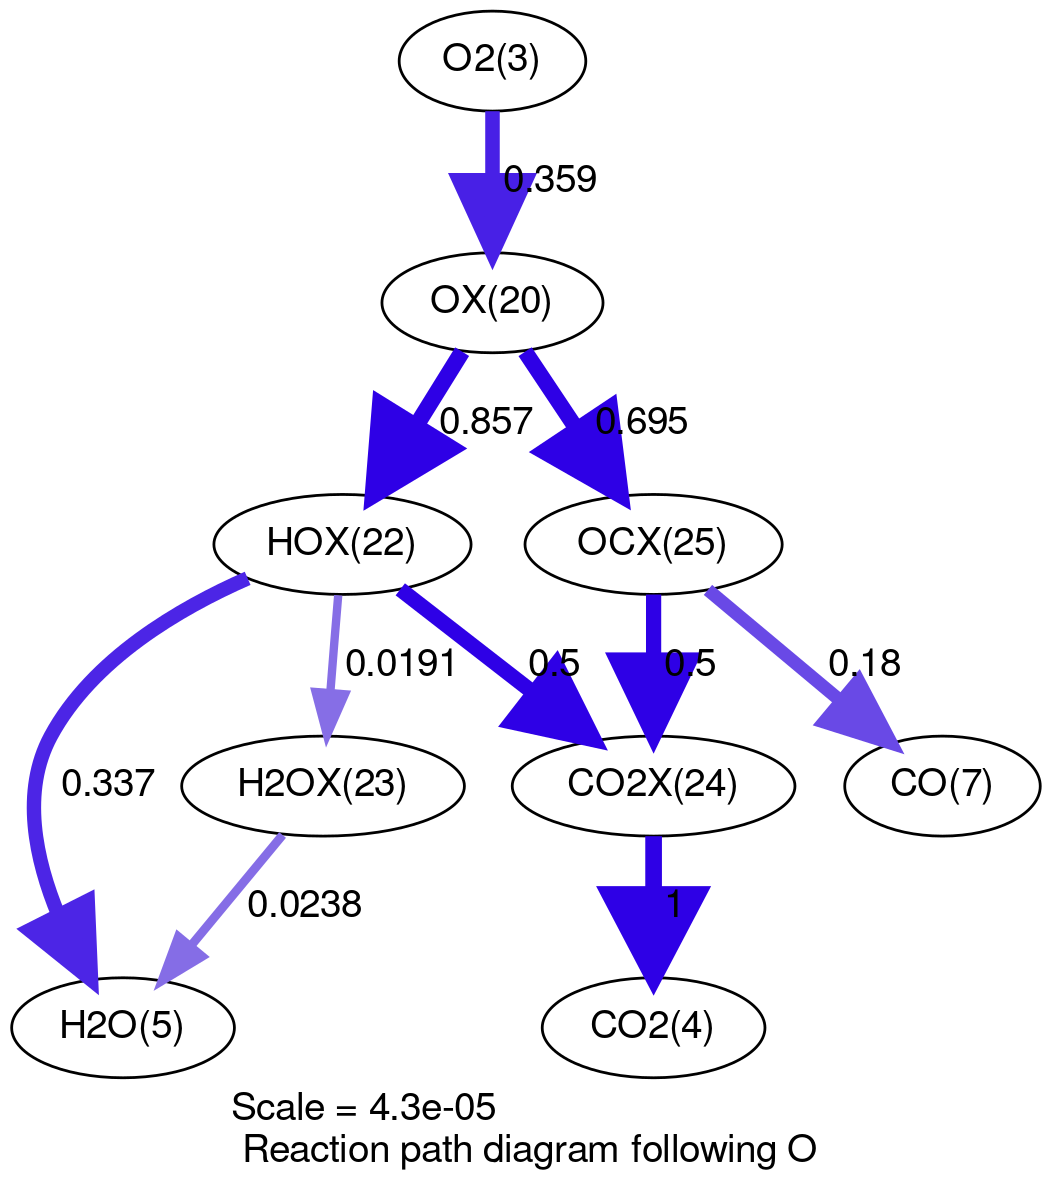 O2(3)
0.359
OX(20)
0.857
0.695
HOX(22)
OCX(25)
0.0191
0.5
0.5
0.18
0.337
H2OX(23)
CO2X(24)
CO(7)
0.0238
1
H2O(5)
CO2(4)
Scale = 4.3e-05
Reaction path diagram following O